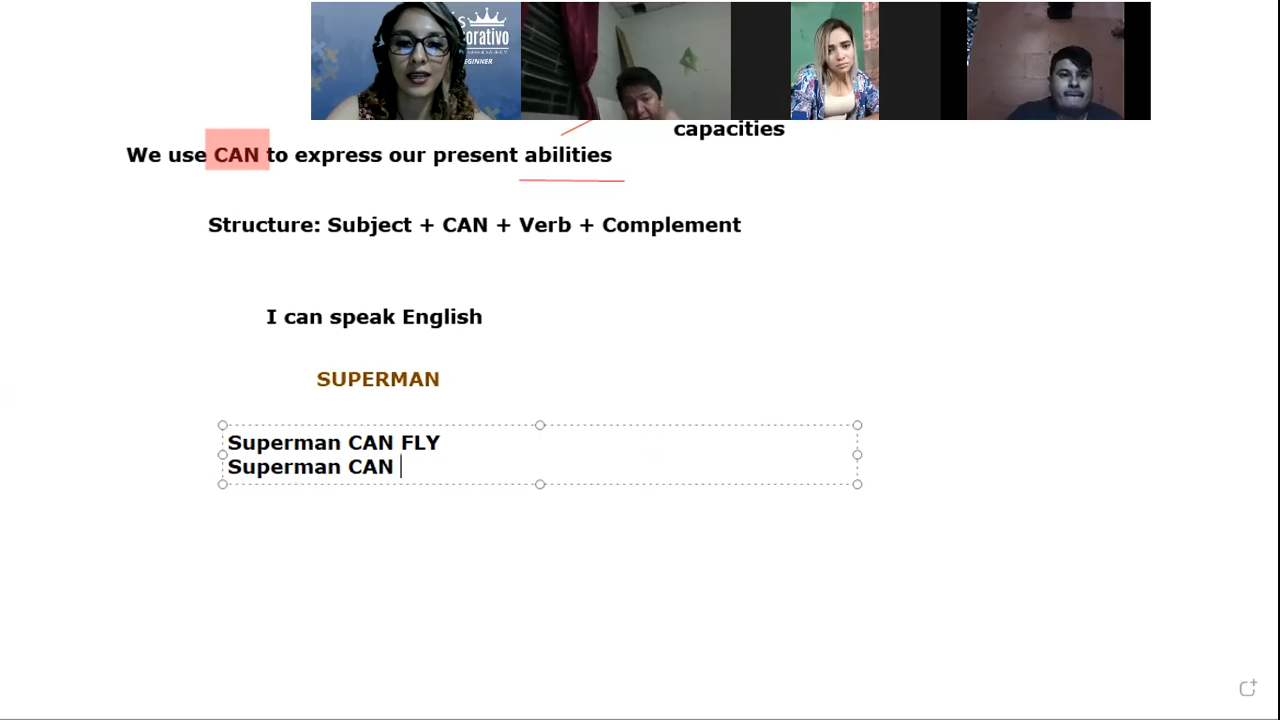 orativo
capacities
We use CAN to express our present abilities
Structure: Subject + CAN + Verb + Complement
I can speak English
SUPERMAN
Superman CAN FLY
Superman CAN